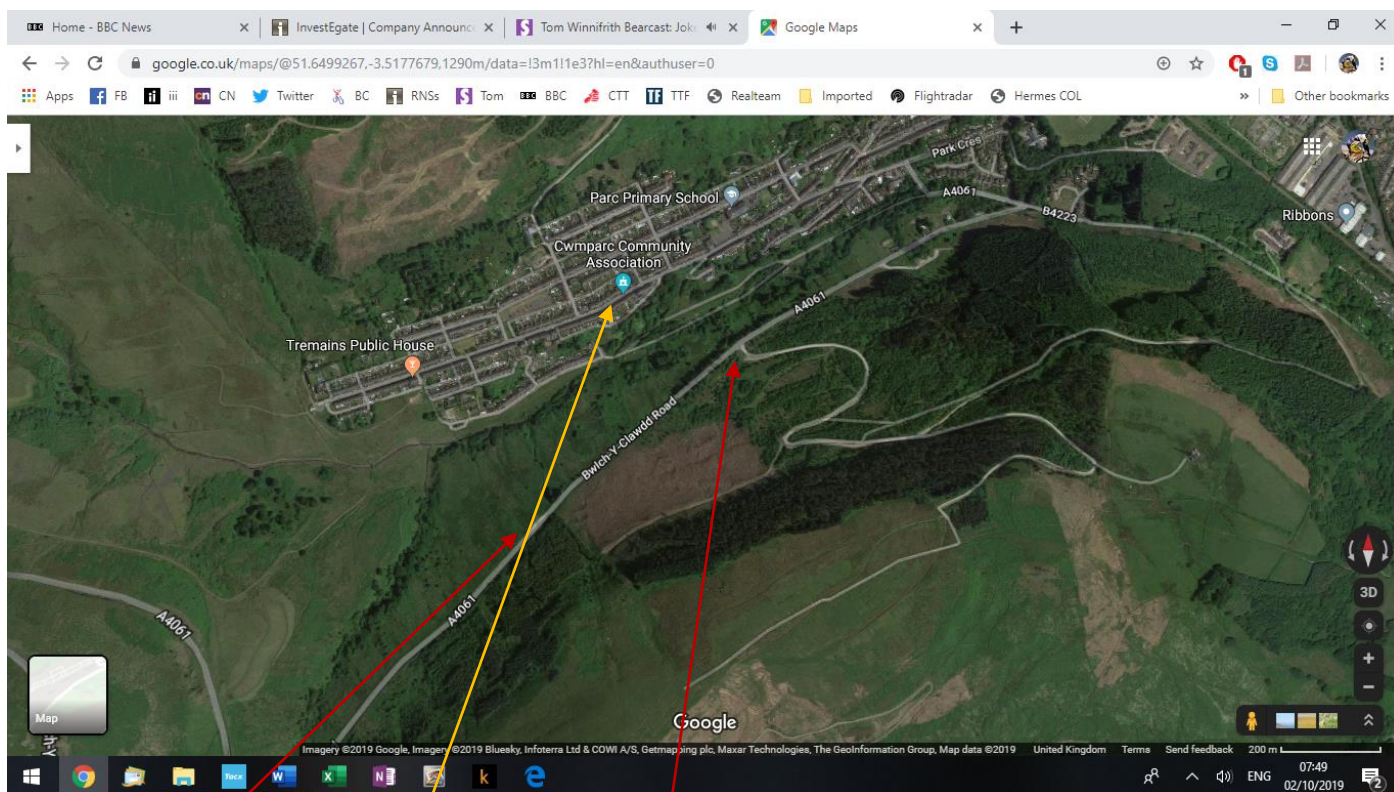 Home - BBC News
InvestEgate | Company Announce
Tom Winnifrith Bearcast: Jok
Google Maps
google.co.uk/maps/@51.6499267,-3.5177679,1290m/data=!3m1!1e3?hl=en&authuser=0
Apps FB iii CN Twitter BC RNSs Tom BBC CTT TTF Realteam Imported Flightradar Hermes COL » Other bookmarks
Park Cres
Parc Primary School
A4061
B4223
Ribbons
Cwmparc Community
Association
A4061
Tremains Public House
Bwlch-Y-Clawdd Road
A4061
A4061
3D
Map
Google
Imagery ©2019 Google, Imagery ©2019 Bluesky, Infoterra Ltd & COWI A/S, Getmapping plc, Maxar Technologies, The GeoInformation Group, Map data ©2019 United Kingdom Terms Send feedback 200 m
ENG
07:49
02/10/2019
2